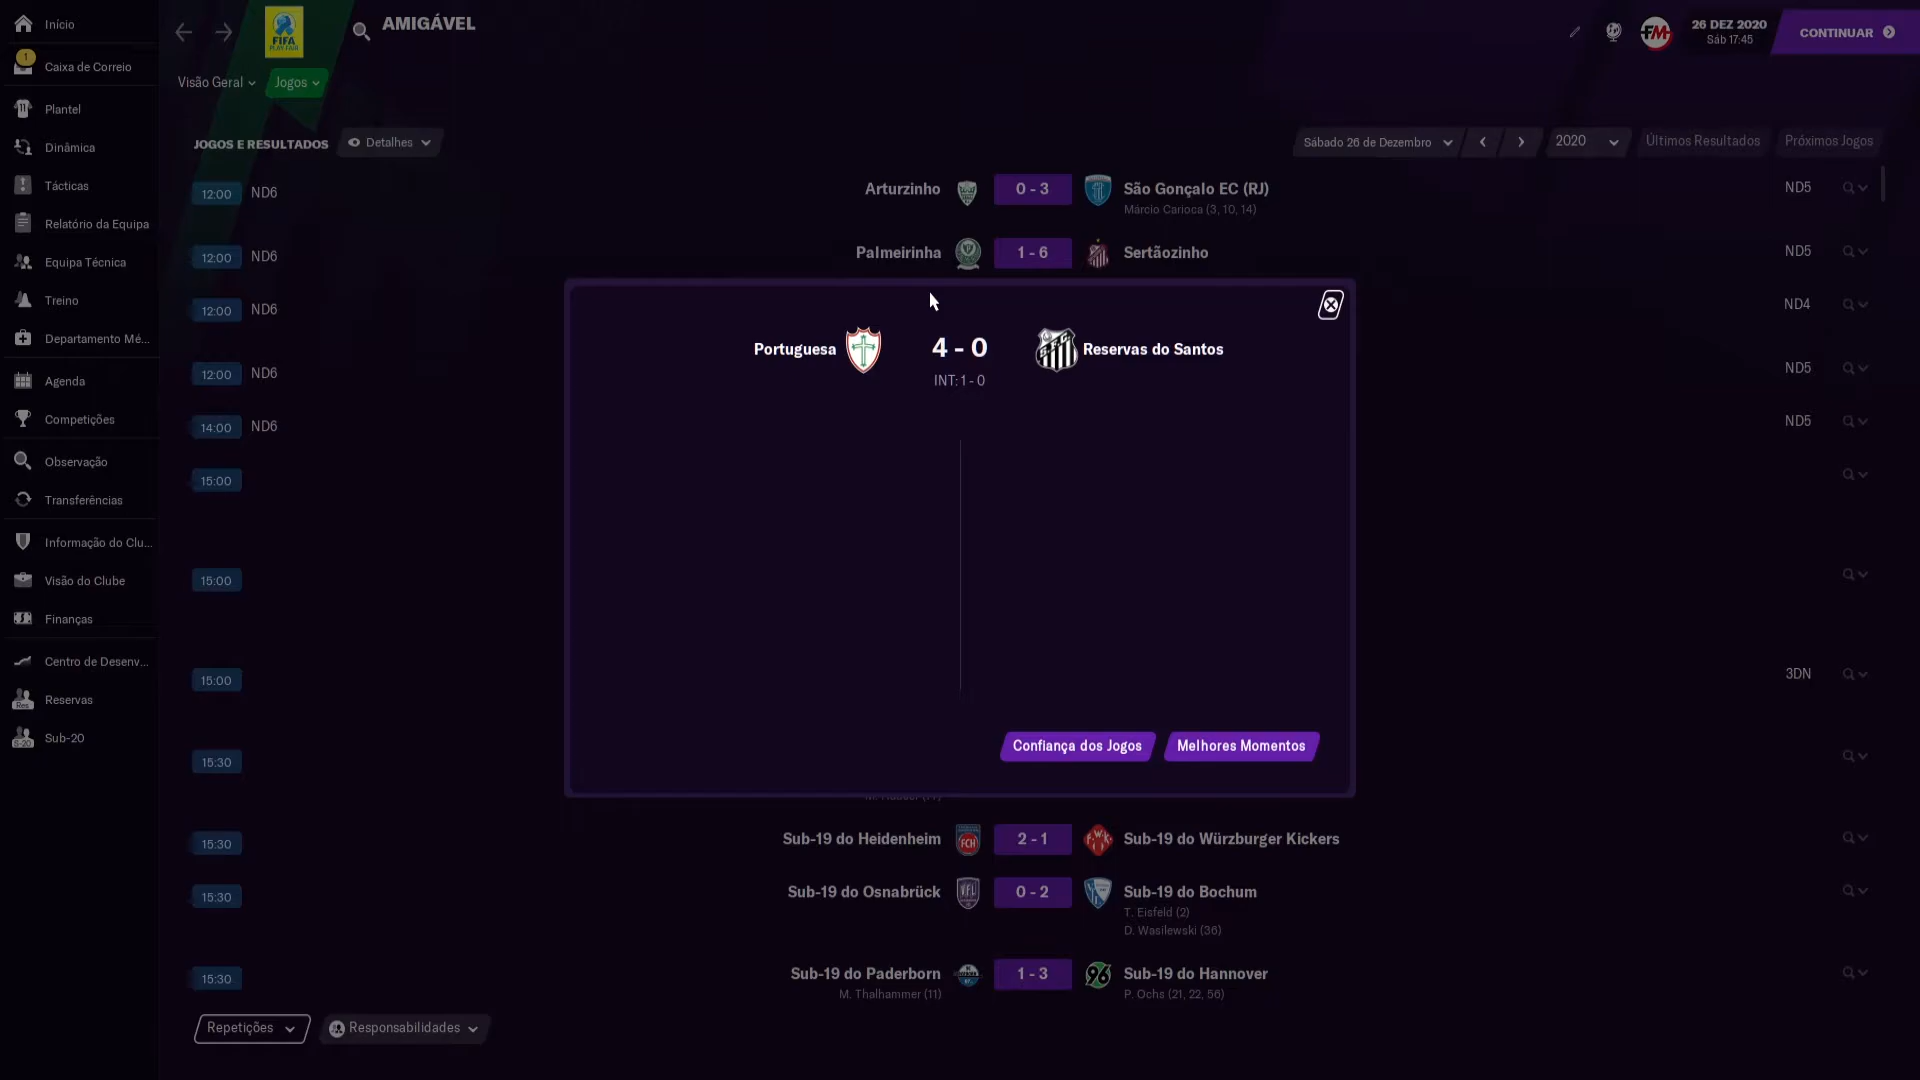 Início
1
Caixa de Correio
Plantel
Dinâmica
Tácticas
Relatório da Equipa
Equipa Técnica
Treino
Departamento Mé...
Agenda
Competições
Observação
Transferências
Informação do Clu...
Visão do Clube
Finanças
Centro de Desenv...
Reservas
Sub-20
FIFA
AMIGÁVEL
FM
26 DEZ 2020
Sáb 17:45
CONTINUAR
Visão Geral
Jogos
JOGOS E RESULTADOS
Detalhes
Sábado 26 de Dezembro
2020
Últimos Resultados
Próximos Jogos
12:00 ND6 Arturzinho 0 - 3 São Gonçalo EC (RJ) ND5
Márcio Carioca (3, 10, 14)
12:00 ND6 Palmeirinha 1 - 6 Sertãozinho ND5
12:00 ND6 ND4
12:00 ND6 ND5
14:00 ND6 ND5
15:00
15:00
15:00 3DN
15:30
Portuguesa 4 - 0 Reservas do Santos
INT: 1 - 0
Confiança dos Jogos
Melhores Momentos
15:30 Sub-19 do Heidenheim 2 - 1 Sub-19 do Würzburger Kickers
15:30 Sub-19 do Osnabrück 0 - 2 Sub-19 do Bochum
T. Eisfeld (2)
D. Wasilewski (36)
15:30 Sub-19 do Paderborn 1 - 3 Sub-19 do Hannover
M. Thalhammer (11) P. Ochs (21, 22, 56)
Repetições
Responsabilidades